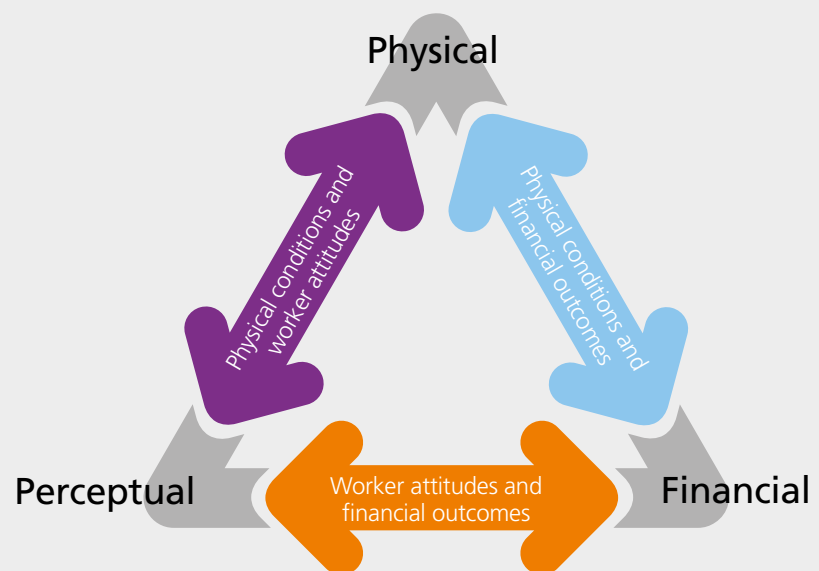 Physical
Physical conditions and
worker attitudes
Physical conditions and
financial outcomes
Perceptual
Worker attitudes and
financial outcomes
Financial